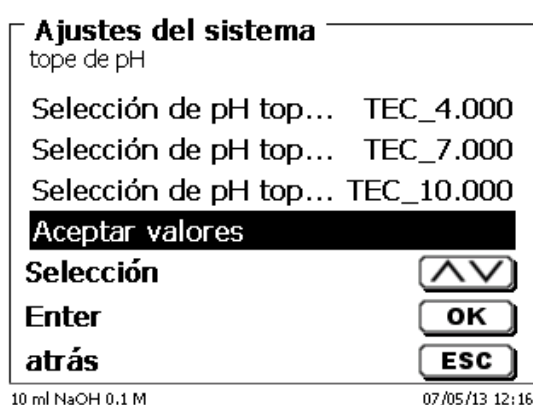 Ajustes del sistema
tope de pH
Selección de pH top... TEC_4.000
Selección de pH top... TEC_7.000
Selección de pH top... TEC_10.000
Aceptar valores
Selección
Enter OK
atrás ESC
10 ml NaOH 0.1 M 07/05/13 12:16